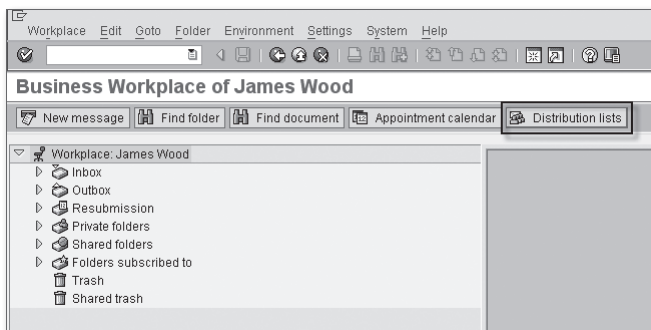 Workplace Edit Goto Folder Environment Settings System Help
Business Workplace of James Wood
New message Find folder Find document Appointment calendar Distribution lists
Workplace: James Wood
Inbox
Outbox
Resubmission
Private folders
Shared folders
Folders subscribed to
Trash
Shared trash